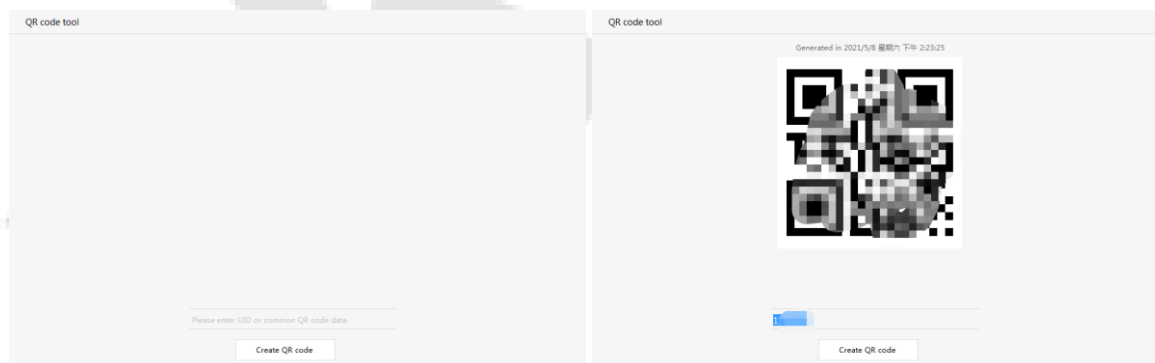 QR code tool
Please enter UID or common QR code data
Create QR code
QR code tool
Generated in 2021/5/8 星期六 下午 2:23:25
1
Create QR code